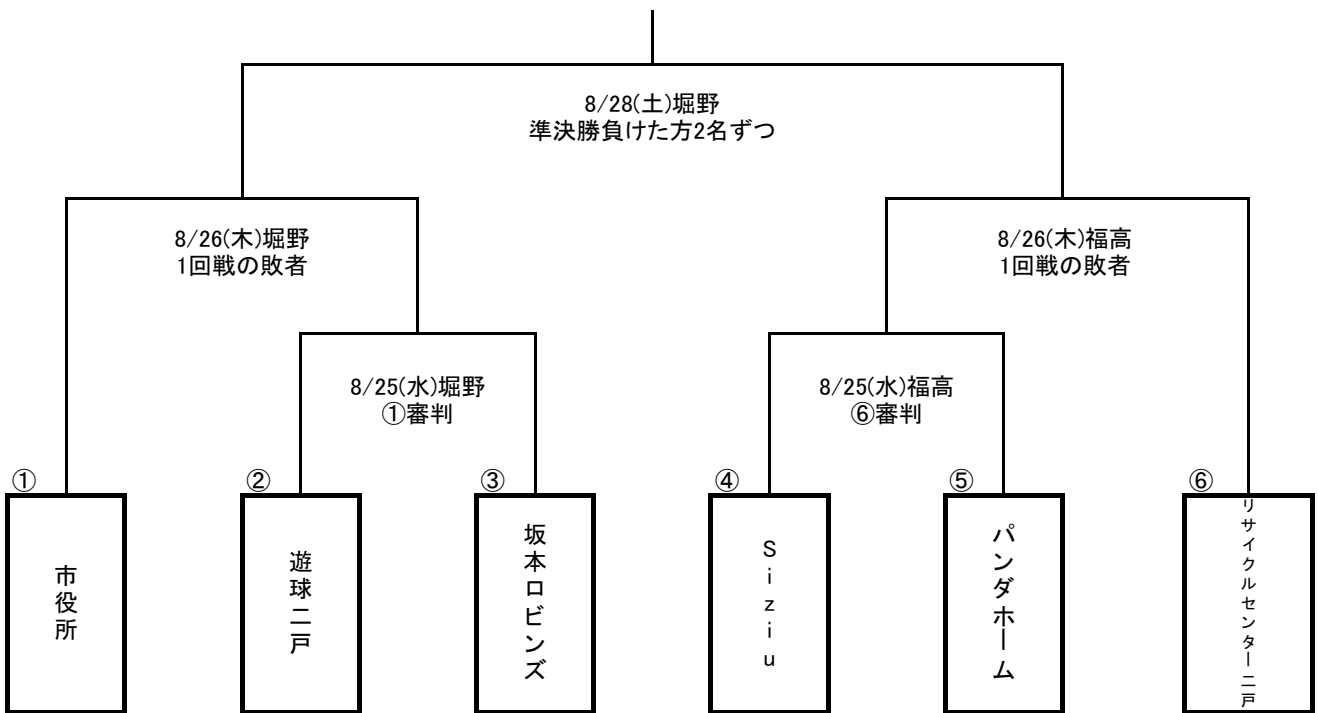 8/28(土)堀野
準決勝負けた方2名ずつ
8/26(木)堀野
1回戦の敗者
8/26(木)福高
1回戦の敗者
8/25(水)堀野
①審判
8/25(水)福高
⑥審判
①
②
③
④
⑤
⑥
市役所
遊球二戸
坂本ロビンズ
Siziu
パンダホーム
リサイクルセンター二戸